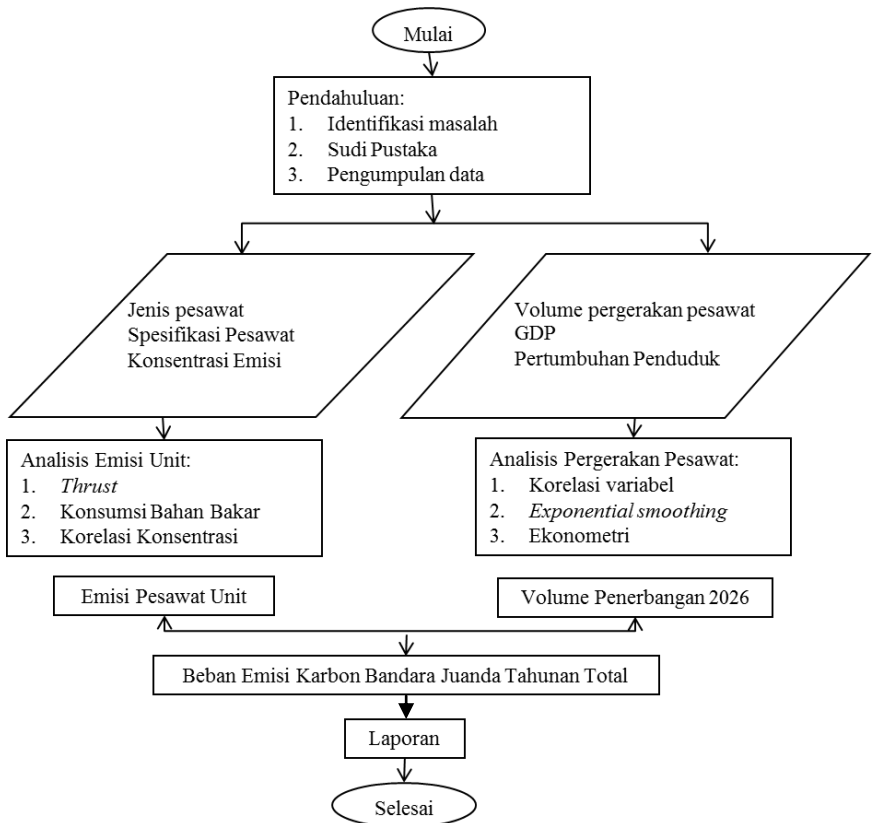 Mulai
Pendahuluan:
1. Identifikasi masalah
2. Sudi Pustaka
3. Pengumpulan data
Jenis pesawat
Spesifikasi Pesawat
Konsentrasi Emisi
Volume pergerakan pesawat
GDP
Pertumbuhan Penduduk
Analisis Emisi Unit:
1. Thrust
2. Konsumsi Bahan Bakar
3. Korelasi Konsentrasi
Analisis Pergerakan Pesawat:
1. Korelasi variabel
2. Exponential smoothing
3. Ekonometri
Emisi Pesawat Unit
Volume Penerbangan 2026
Beban Emisi Karbon Bandara Juanda Tahunan Total
Laporan
Selesai